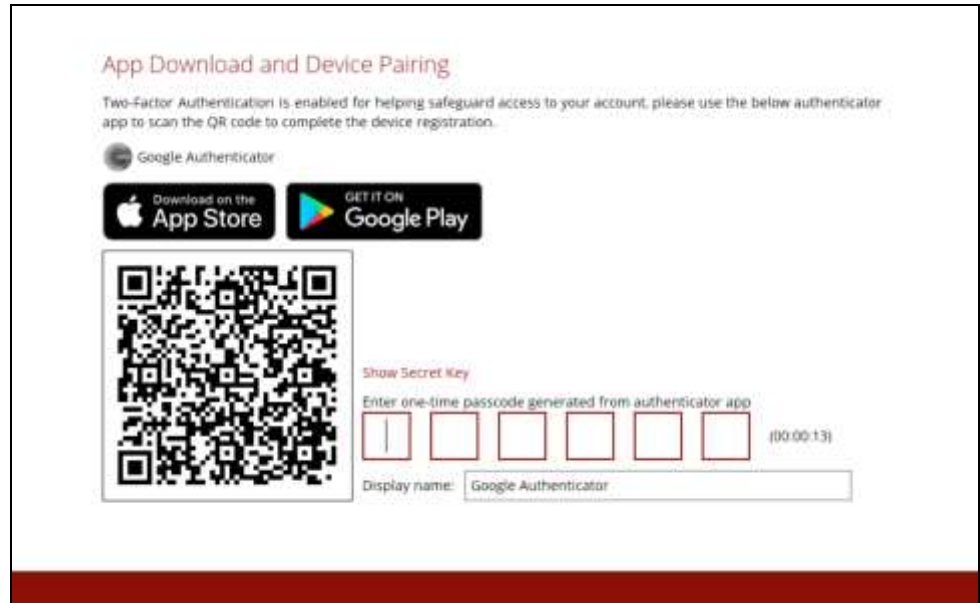 App Download and Device Pairing
Two-Factor Authentication is enabled for helping safeguard access to your account, please use the below authenticator
app to scan the QR code to complete the device registration.
Google Authenticator
Download on the
App Store
GET IT ON
Google Play
Show Secret Key
Enter one-time passcode generated from authenticator app
(00:00:13)
Display name: Google Authenticator